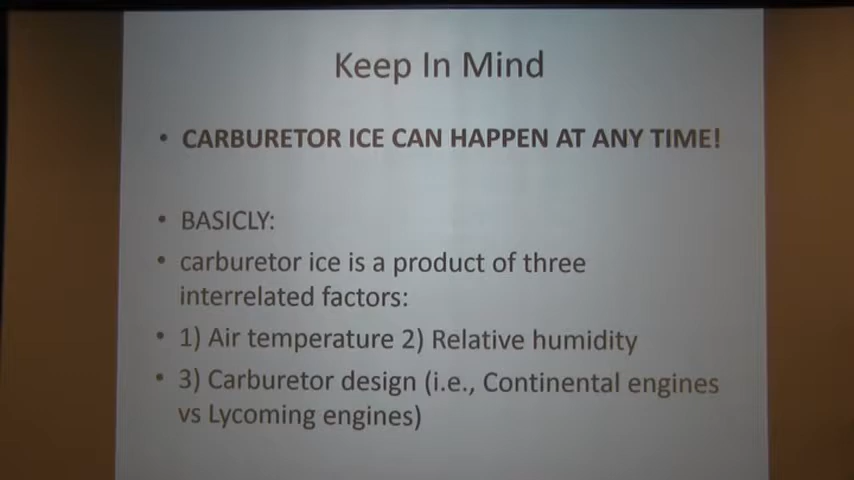 Keep In Mind
• CARBURETOR ICE CAN HAPPEN AT ANY TIME!
• BASICLY:
• carburetor ice is a product of three
interrelated factors:
• 1) Air temperature 2) Relative humidity
• 3) Carburetor design (i.e., Continental engines
vs Lycoming engines)